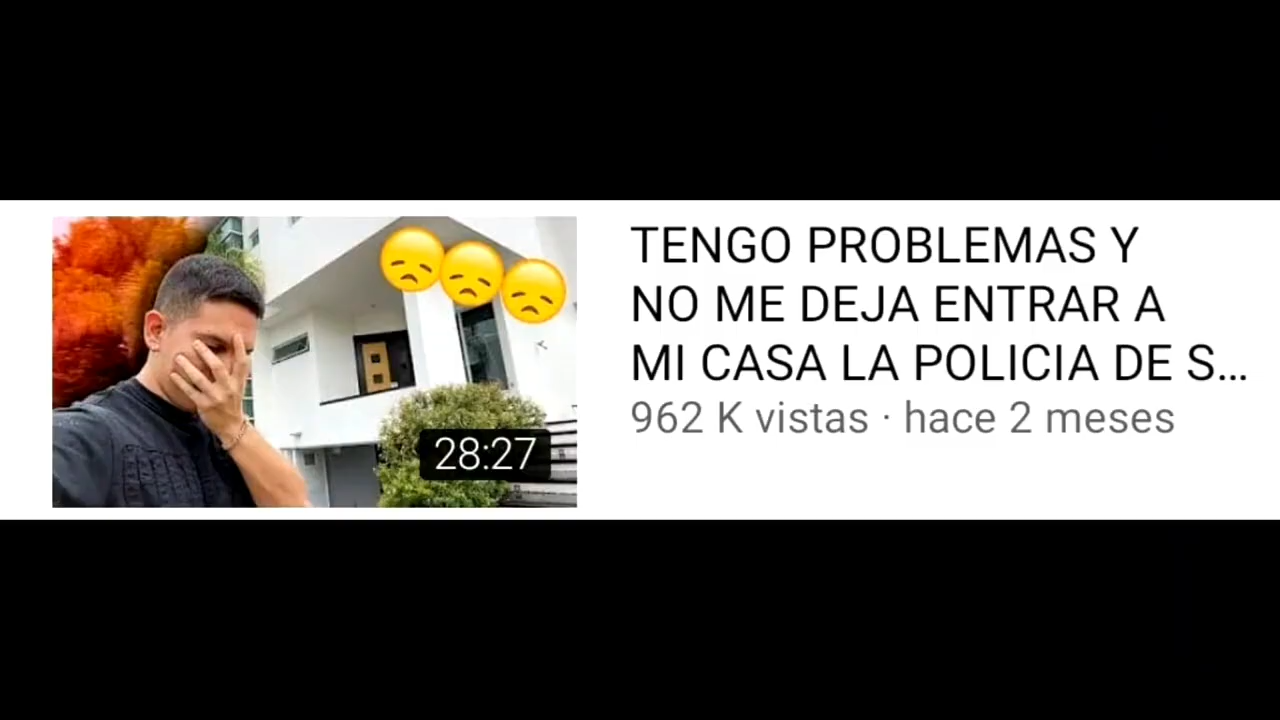 28:27
TENGO PROBLEMAS Y
NO ME DEJA ENTRAR A
MI CASA LA POLICIA DE S...
962 K vistas · hace 2 meses